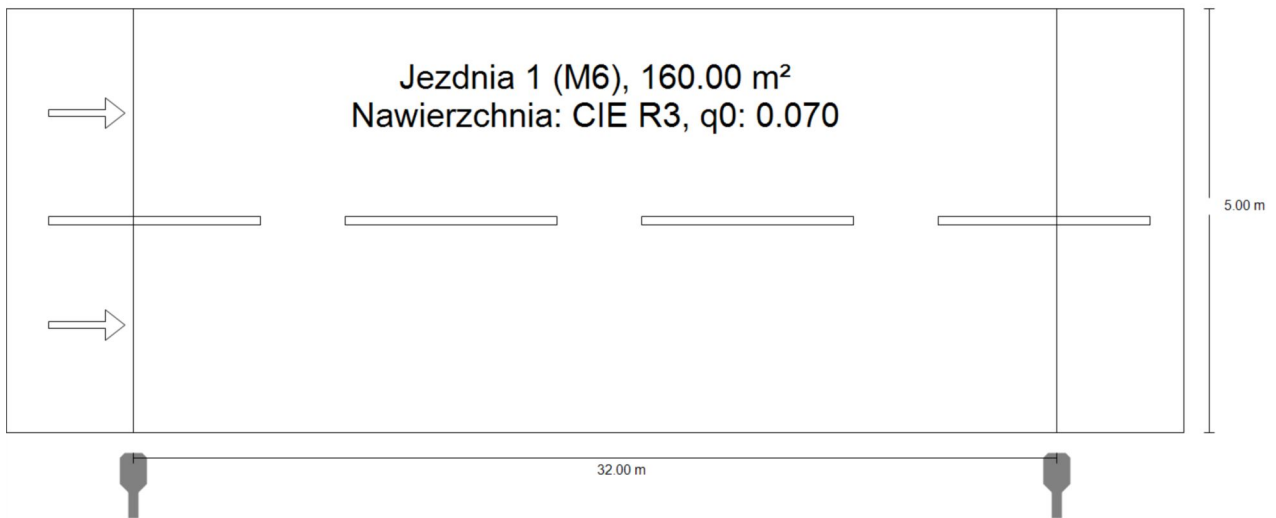 Jezdnia 1 (M6), 160.00 m²
Nawierzchnia: CIE R3, q0: 0.070
5.00 m
32.00 m